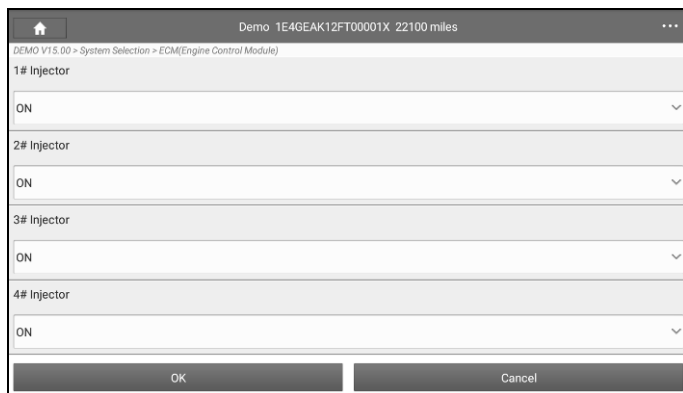 Demo 1E4GEAK12FT00001X 22100 miles
DEMO V15.00 > System Selection > ECM(Engine Control Module)
1# Injector
ON
2# Injector
ON
3# Injector
ON
4# Injector
ON
OK Cancel